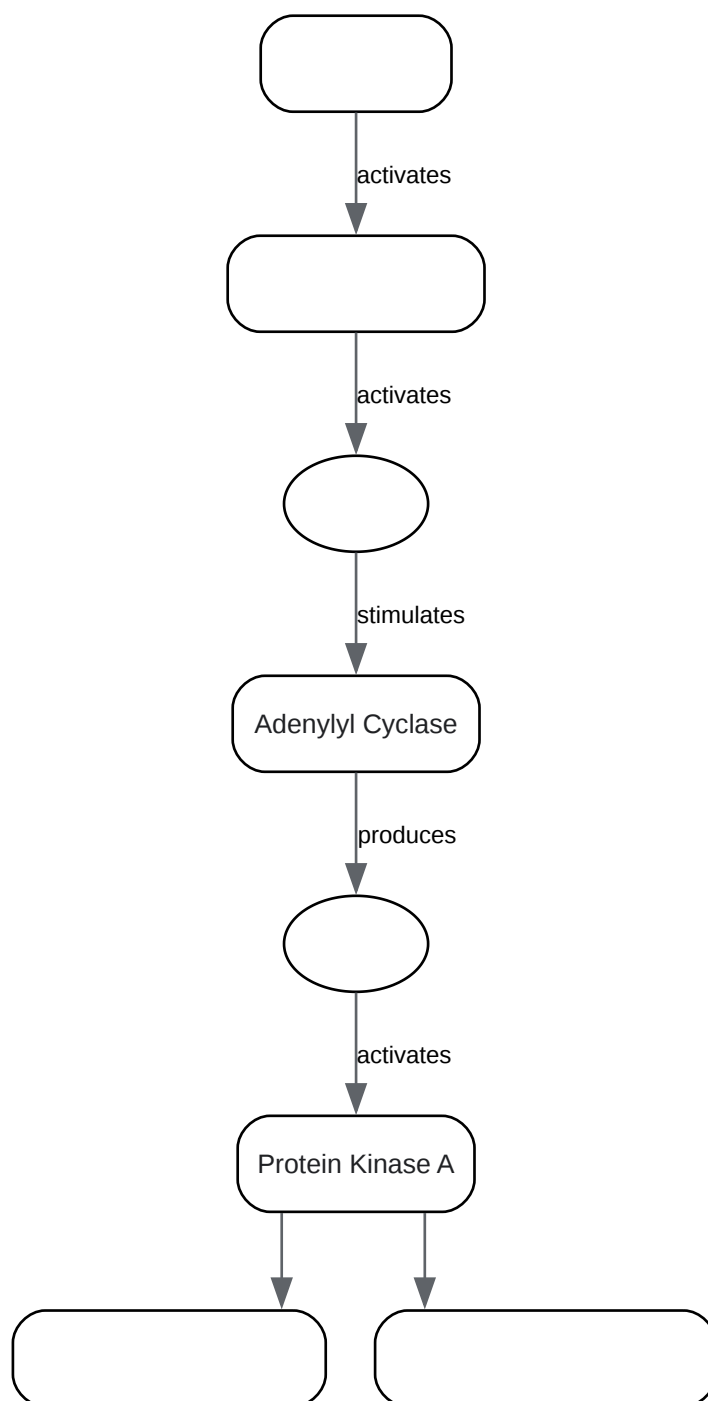 activates
activates
stimulates
Adenylyl Cyclase
produces
activates
Protein Kinase A